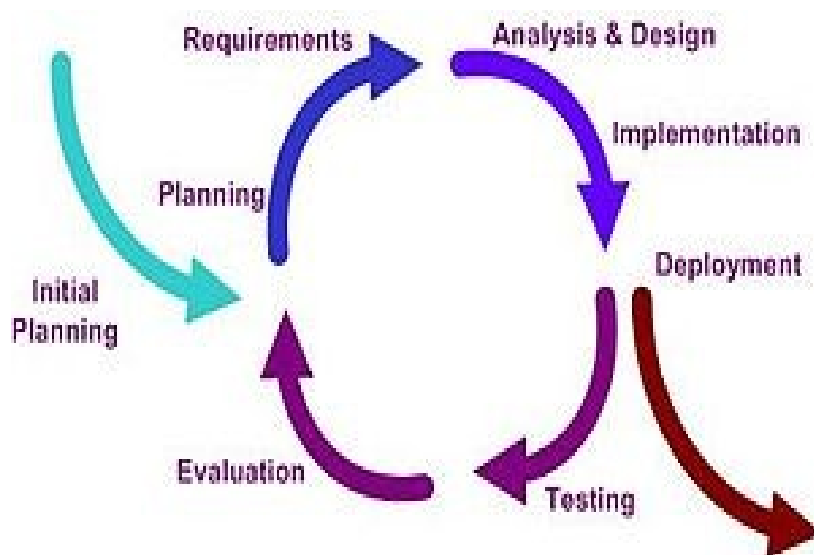 Requirements
Analysis & Design
Implementation
Planning
Deployment
Initial
Planning
Evaluation
Testing